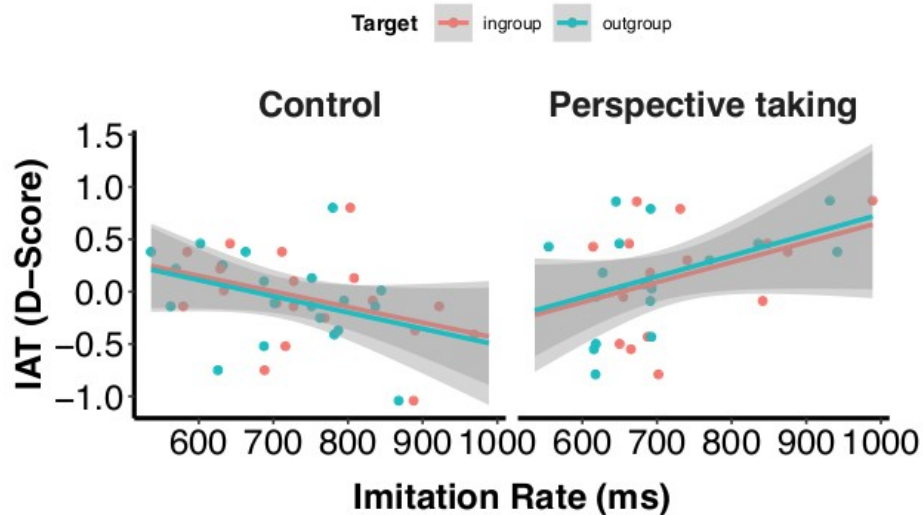 Target ingroup outgroup
Control
Perspective taking
IAT (D−Score)
1.5
1.0
0.5
0.0
−0.5
−1.0
600 700 800 900 1000
600 700 800 900 1000
Imitation Rate (ms)